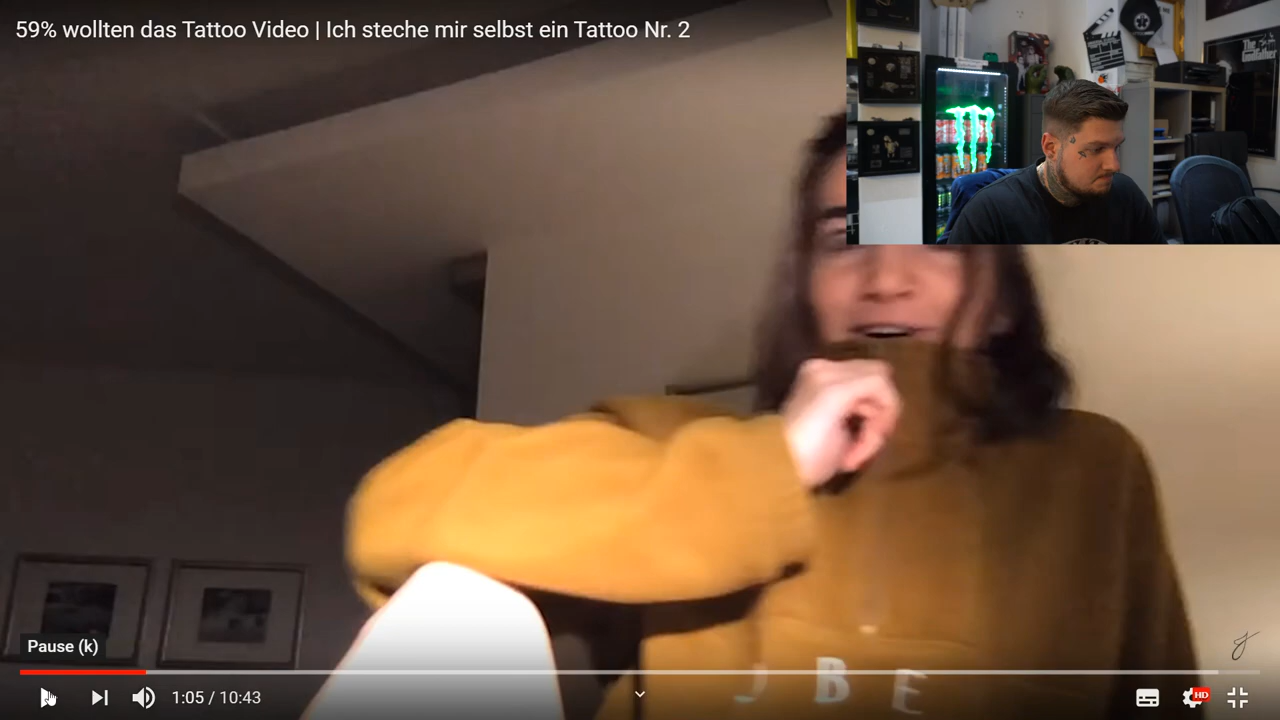 59% wollten das Tattoo Video | Ich steche mir selbst ein Tattoo Nr. 2
J B E
Pause (k)
1:05 / 10:43
HD